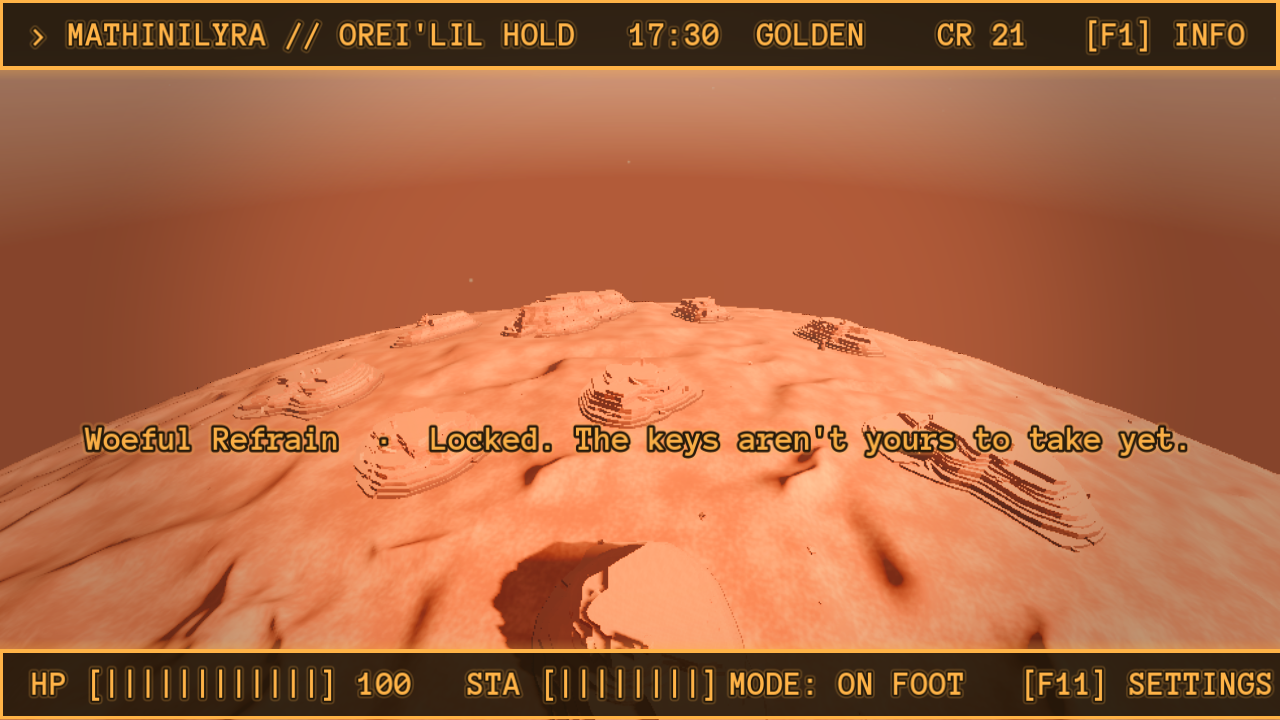 > MATHINILYRA // OREI'LIL HOLD 17:30 GOLDEN CR 21 [F1] INFO
Woeful Refrain · Locked. The keys aren't yours to take yet.
HP [||||||||||||] 100 STA [||||||||] MODE: ON FOOT [F11] SETTINGS